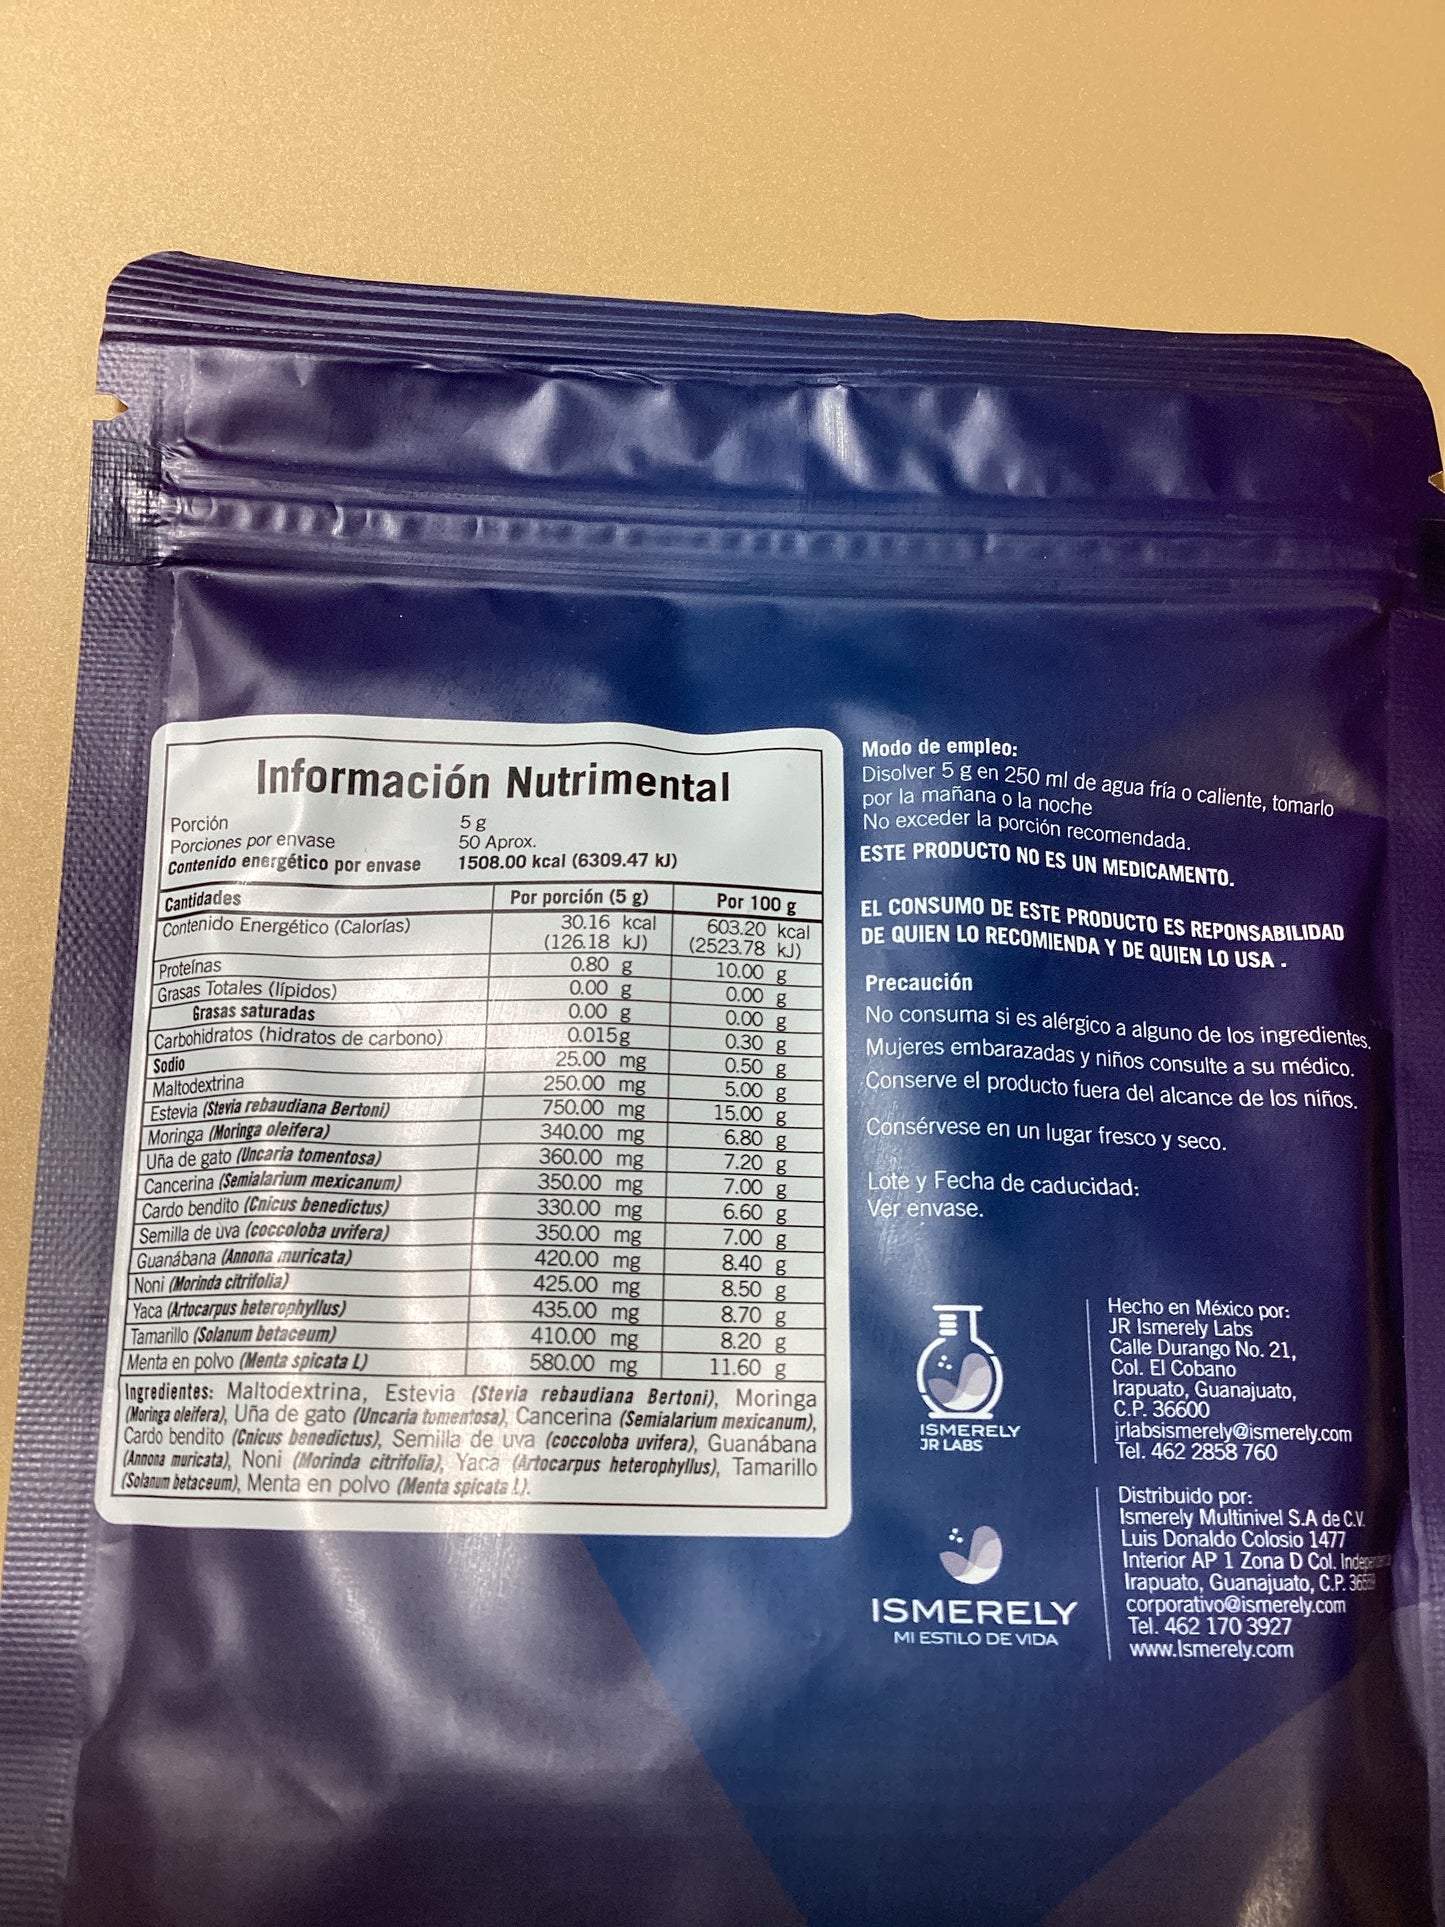 Información Nutrimental
Porción 5 g
Porciones por envase 50 Aprox.
Contenido energético por envase 1508.00 kcal (6309.47 kJ)
Cantidades Por porción (5 g) Por 100 g
Contenido Energético (Calorías) 30.16 kcal 603.20 kcal
(126.18 kJ) (2523.78 kJ)
Proteínas 0.80 g 10.00 g
Grasas Totales (lípidos) 0.00 g 0.00 g
Grasas saturadas 0.00 g 0.00 g
Carbohidratos (hidratos de carbono) 0.015g 0.30 g
Sodio 25.00 mg 0.50 g
Maltodextrina 250.00 mg 5.00 g
Estevia (Stevia rebaudiana Bertoni) 750.00 mg 15.00 g
Moringa (Moringa oleifera) 340.00 mg 6.80 g
Uña de gato (Uncaria tomentosa) 360.00 mg 7.20 g
Cancerina (Semialarium mexicanum) 350.00 mg 7.00 g
Cardo bendito (Cnicus benedictus) 330.00 mg 6.60 g
Semilla de uva (coccoloba uvifera) 350.00 mg 7.00 g
Guanábana (Annona muricata) 420.00 mg 8.40 g
Noni (Morinda citrifolia) 425.00 mg 8.50 g
Yaca (Artocarpus heterophyllus) 435.00 mg 8.70 g
Tamarillo (Solanum betaceum) 410.00 mg 8.20 g
Menta en polvo (Menta spicata L) 580.00 mg 11.60 g
Ingredientes: Maltodextrina, Estevia (Stevia rebaudiana Bertoni), Moringa
(Moringa oleifera), Uña de gato (Uncaria tomentosa), Cancerina (Semialarium mexicanum),
Cardo bendito (Cnicus benedictus), Semilla de uva (coccoloba uvifera), Guanábana
(Annona muricata), Noni (Morinda citrifolia), Yaca (Artocarpus heterophyllus), Tamarillo
(Solanum betaceum), Menta en polvo (Menta spicata L).
Modo de empleo:
Disolver 5 g en 250 ml de agua fría o caliente, tomarlo
por la mañana o la noche
No exceder la porción recomendada.
ESTE PRODUCTO NO ES UN MEDICAMENTO.
EL CONSUMO DE ESTE PRODUCTO ES REPONSABILIDAD
DE QUIEN LO RECOMIENDA Y DE QUIEN LO USA .
Precaución
No consuma si es alérgico a alguno de los ingredientes.
Mujeres embarazadas y niños consulte a su médico.
Conserve el producto fuera del alcance de los niños.
Consérvese en un lugar fresco y seco.
Lote y Fecha de caducidad:
Ver envase.
ISMERELY
JR LABS
Hecho en México por:
JR Ismerely Labs
Calle Durango No. 21,
Col. El Cobano
Irapuato, Guanajuato,
C.P. 36600
jrlabsismerely@ismerely.com
Tel. 462 2858 760
ISMERELY
MI ESTILO DE VIDA
Distribuido por:
Ismerely Multinivel S.A de C.V.
Luis Donaldo Colosio 1477
Interior AP 1 Zona D Col.
Irapuato, Guanajuato, C.P.
corporativo@ismerely.com
Tel. 462 170 3927
www.Ismerely.com